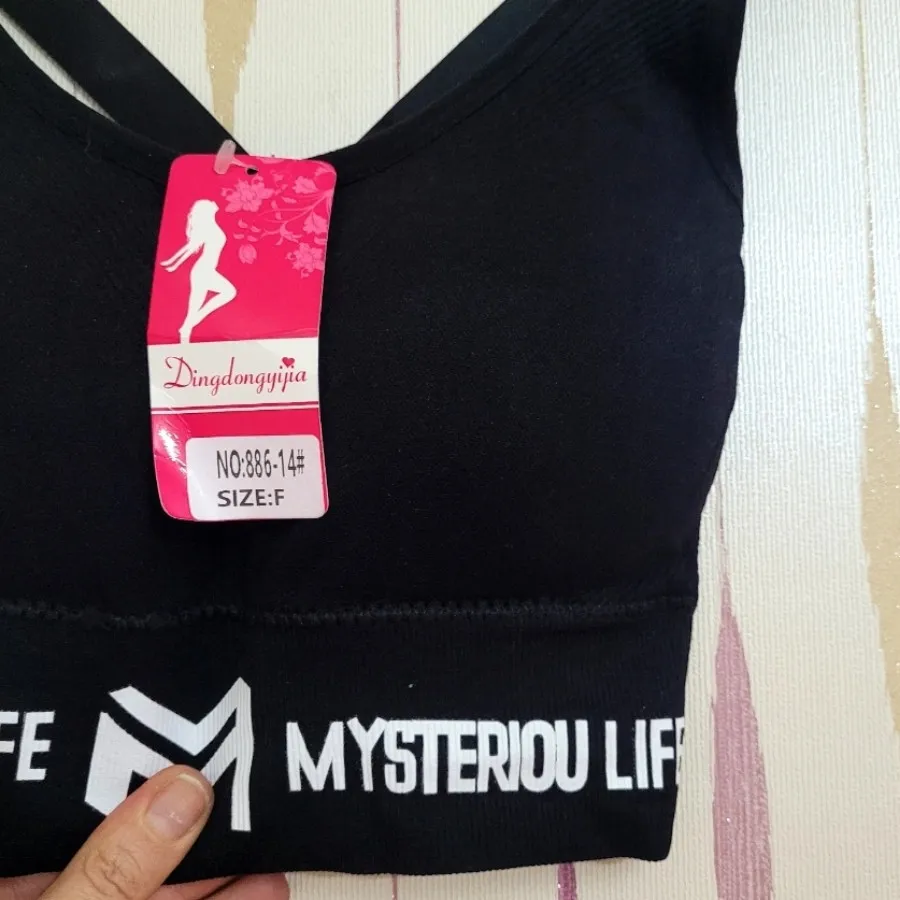 Dingdongyijia
NO:886-14#
SIZE:F
FE MYSTERIOU LIFE